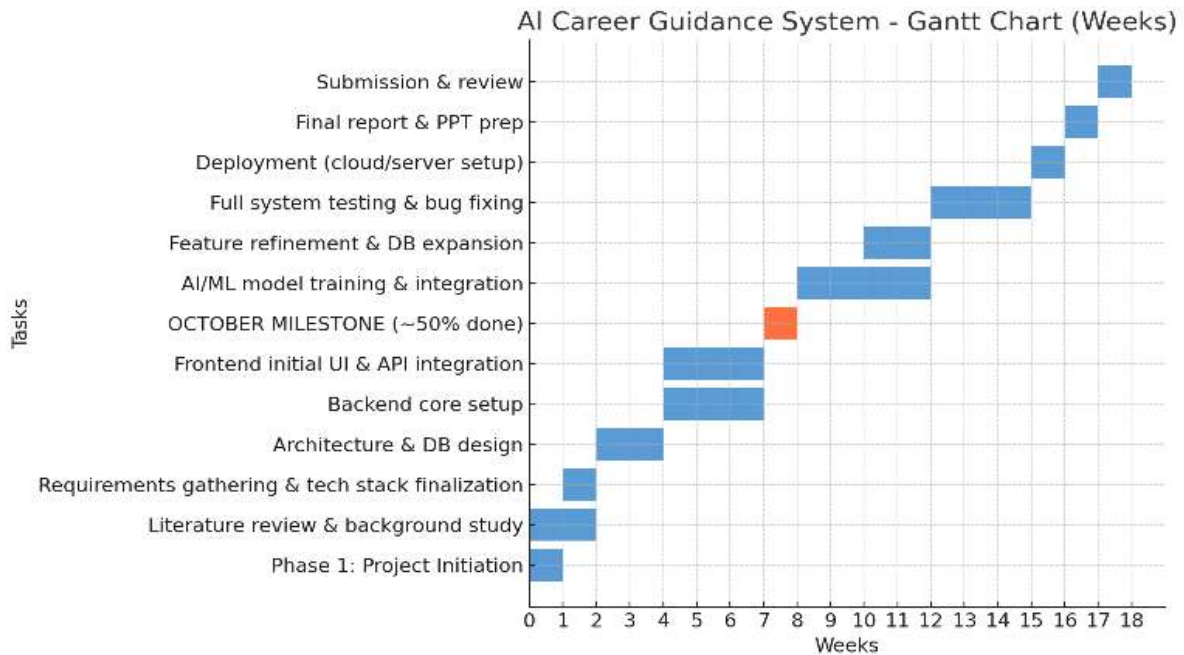 AI Career Guidance System - Gantt Chart (Weeks)
Submission & review
Final report & PPT prep
Deployment (cloud/server setup)
Full system testing & bug fixing
Feature refinement & DB expansion
AI/ML model training & integration
OCTOBER MILESTONE (~50% done)
Frontend initial UI & API integration
Backend core setup
Architecture & DB design
Requirements gathering & tech stack finalization
Literature review & background study
Phase 1: Project Initiation
Tasks
0 1 2 3 4 5 6 7 8 9 10 11 12 13 14 15 16 17 18
Weeks